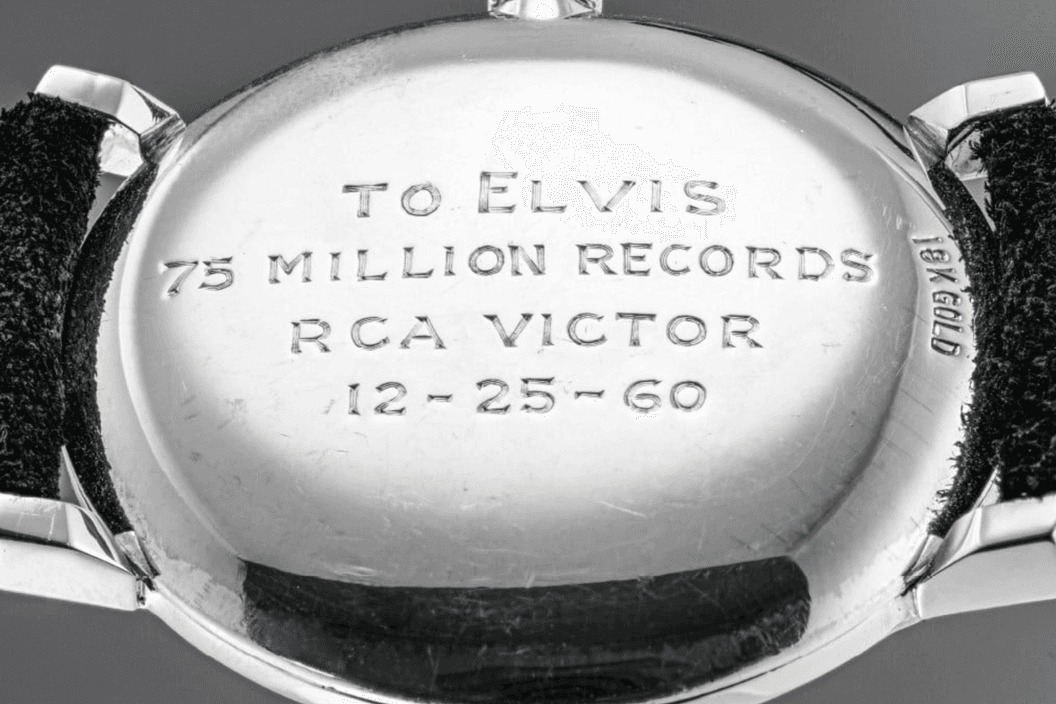 TO ELVIS
75 MILLION RECORDS
RCA VICTOR
12-25-60
18K GOLD